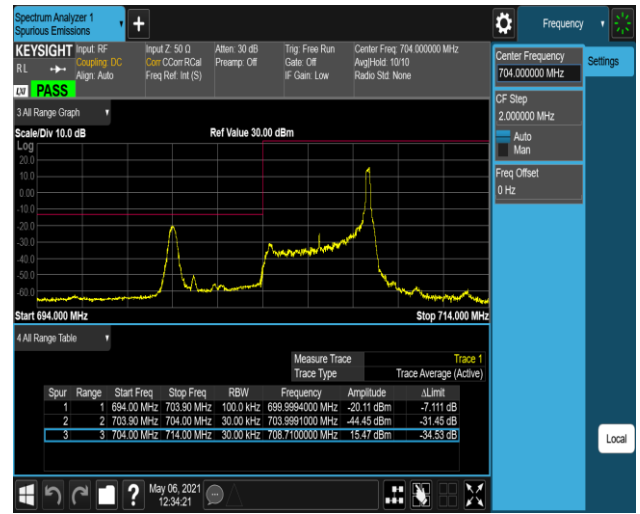 Spectrum Analyzer 1
Spurious Emissions
Frequency
KEYSIGHT Input: RF Input Z: 50 Ω Atten: 30 dB Trig: Free Run Center Freq: 704.000000 MHz
RL Coupling: DC Corr CCorr RCal Preamp: Off Gate: Off Avg|Hold: 10/10
Align: Auto Freq Ref: Int (S) IF Gain: Low Radio Std: None
LXI PASS
Center Frequency
704.000000 MHz
Settings
CF Step
2.000000 MHz
Auto
Man
Freq Offset
0 Hz
3 All Range Graph
Scale/Div 10.0 dB Ref Value 30.00 dBm
Log
20.0
10.0
0.00
-10.0
-20.0
-30.0
-40.0
-50.0
-60.0
Start 694.000 MHz Stop 714.000 MHz
4 All Range Table
Measure Trace Trace 1
Trace Type Trace Average (Active)
Spur Range Start Freq Stop Freq RBW Frequency Amplitude ΔLimit
1 1 694.00 MHz 703.90 MHz 100.0 kHz 699.9994000 MHz -20.11 dBm -7.111 dB
2 2 703.90 MHz 704.00 MHz 30.00 kHz 703.9991000 MHz -44.45 dBm -31.45 dB
3 3 704.00 MHz 714.00 MHz 30.00 kHz 708.7100000 MHz 15.47 dBm -34.53 dB
Local
May 06, 2021
12:34:21